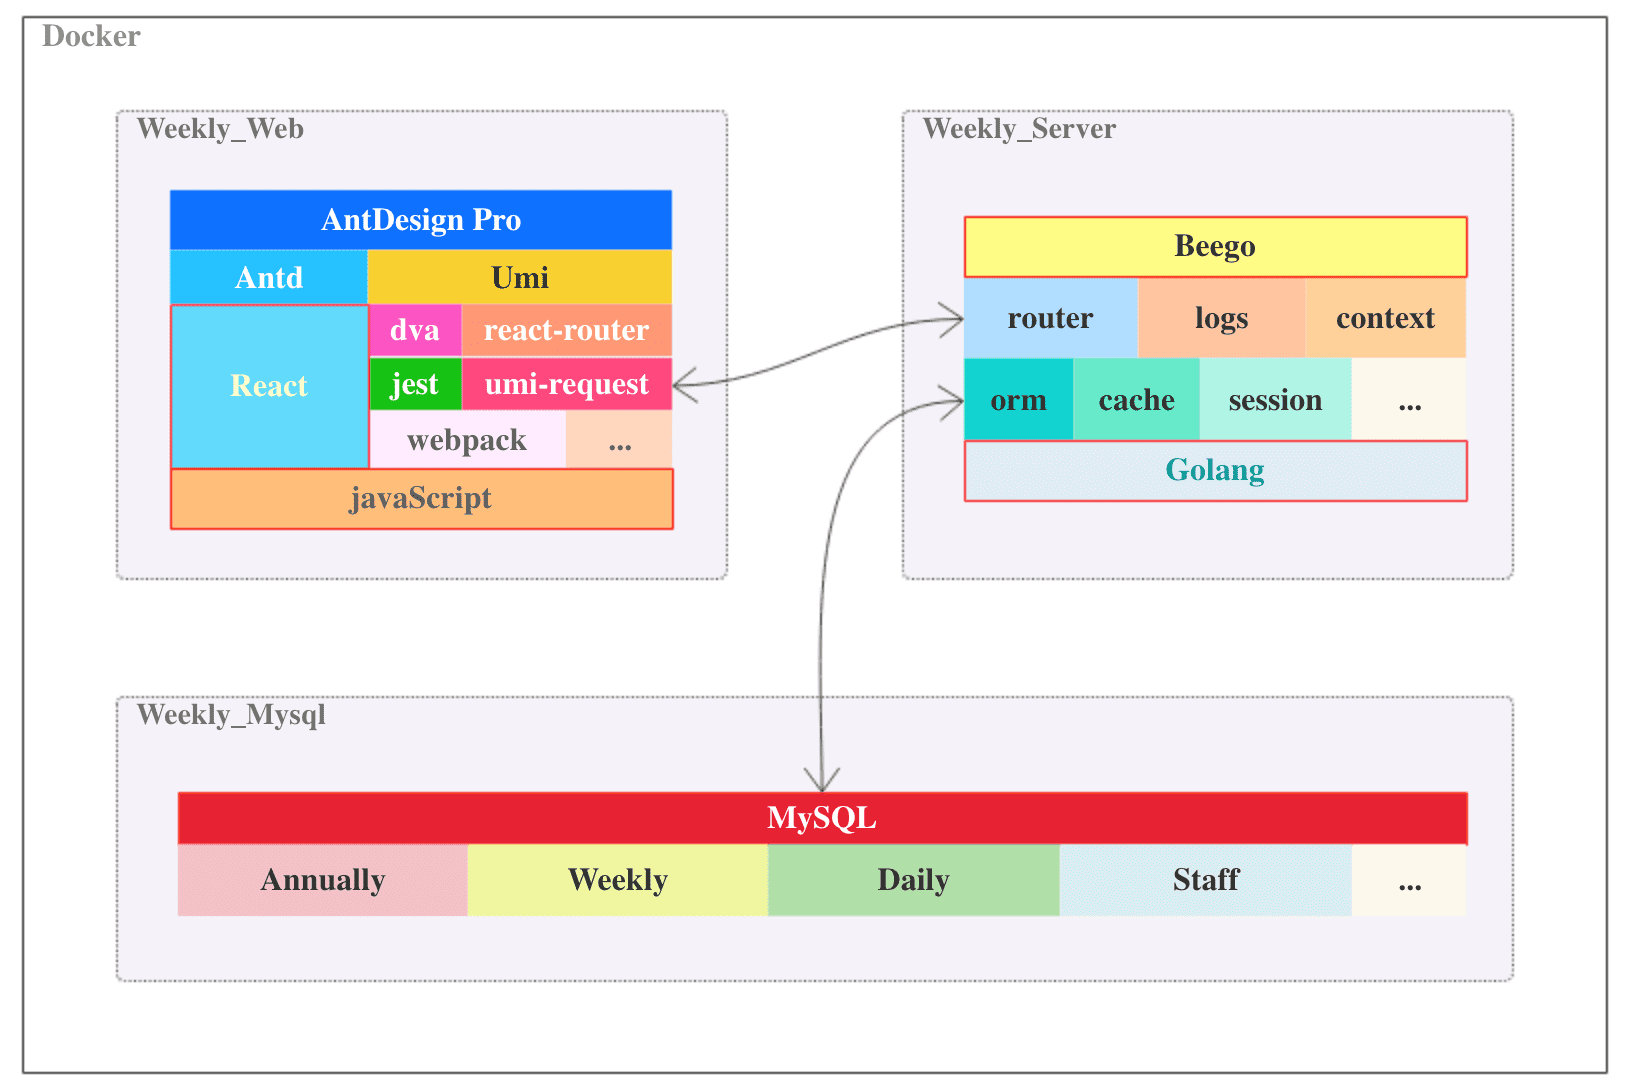 Docker
Weekly_Web
AntDesign Pro
Antd
Umi
React
dva
react-router
jest
umi-request
webpack
...
javaScript
Weekly_Server
Beego
router
logs
context
orm
cache
session
...
Golang
Weekly_Mysql
MySQL
Annually
Weekly
Daily
Staff
...